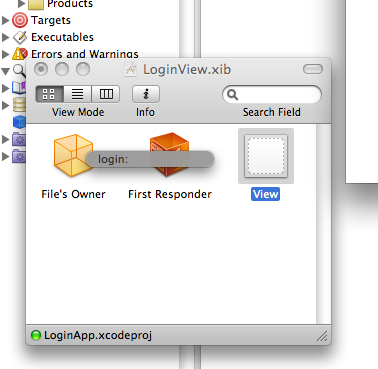 Products
Targets
Executables
Errors and Warnings
LoginView.xib
View Mode
Info
Search Field
login:
File's Owner
First Responder
View
LoginApp.xcodeproj